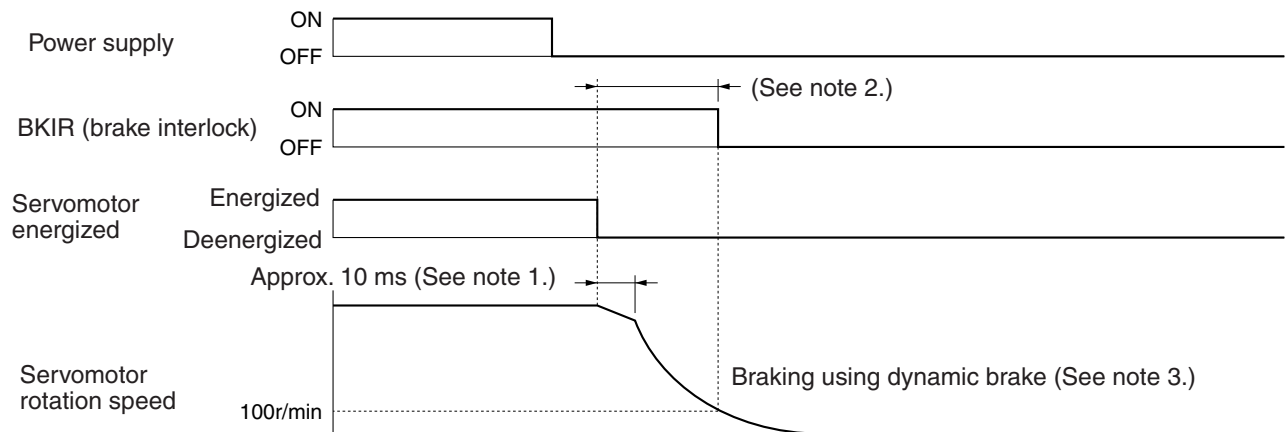 ON
Power supply
OFF
(See note 2.)
ON
BKIR (brake interlock)
OFF
Servomotor
energized
Energized
Deenergized
Approx. 10 ms (See note 1.)
Servomotor
rotation speed
Braking using dynamic brake (See note 3.)
100r/min